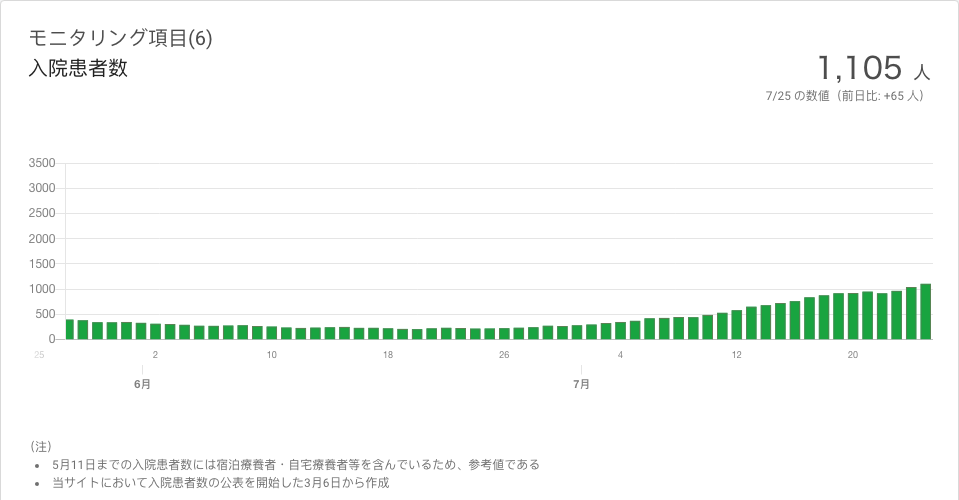 モニタリング項目(6)
入院患者数
1,105 人
7/25 の数値（前日比: +65 人）
3500
3000
2500
2000
1500
1000
500
0
25 2 10 18 26 4 12 20
6月 7月
（注）
• 5月11日までの入院患者数には宿泊療養者・自宅療養者等を含んでいるため、参考値である
• 当サイトにおいて入院患者数の公表を開始した3月6日から作成